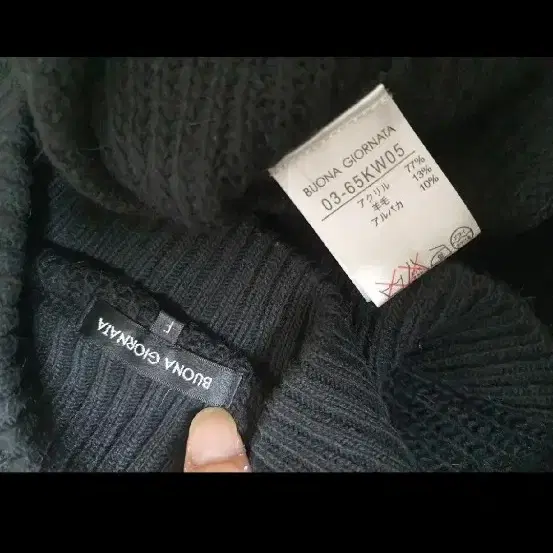 BUONA GIORNATA
03-65KW05
アクリル 77%
羊毛 13%
アルパカ 10%
F
BUONA GIORNATA